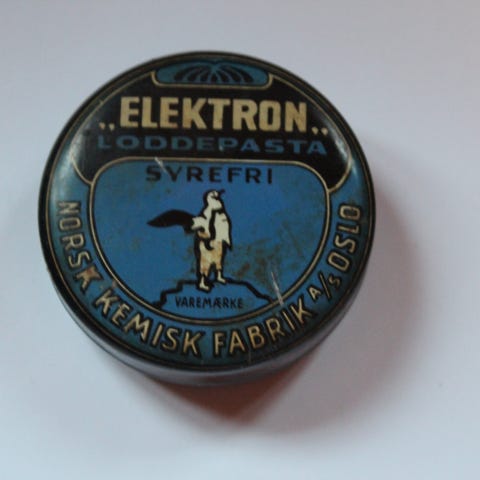 „ELEKTRON„
LODDEPASTA
SYREFRI
VAREMÆRKE
NORSK KEMISK FABRIK A/S OSLO